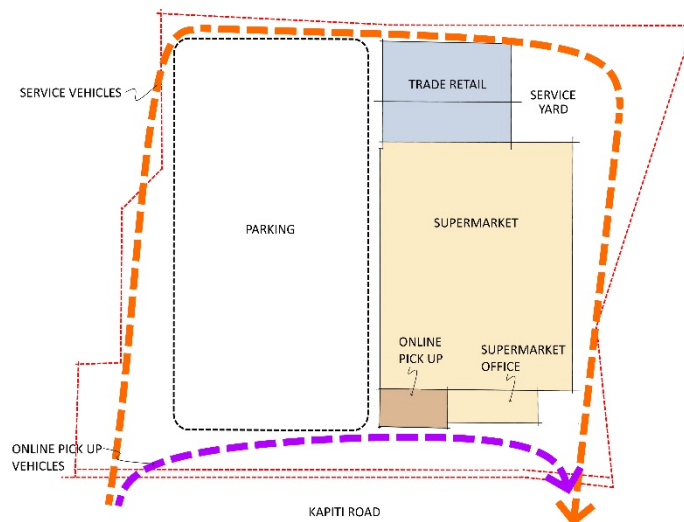 TRADE RETAIL
SERVICE VEHICLES
SERVICE
YARD
PARKING
SUPERMARKET
ONLINE
PICK UP
SUPERMARKET
OFFICE
ONLINE PICK UP
VEHICLES
KAPITI ROAD